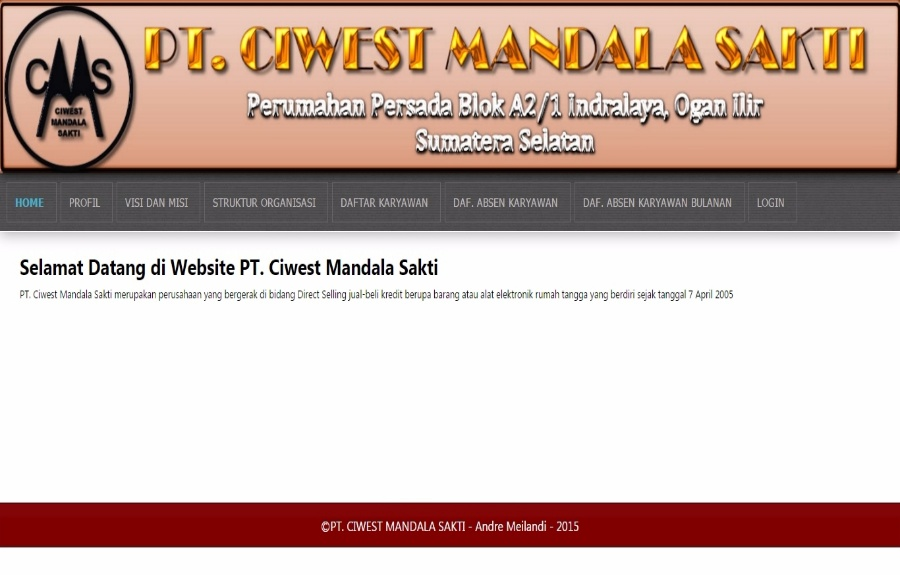 PT. CIWEST MANDALA SAKTI
CMS
CIWEST
MANDALA
SAKTI
Perumahan Persada Blok A2/1 Indralaya, Ogan Ilir
Sumatera Selatan
HOME PROFIL VISI DAN MISI STRUKTUR ORGANISASI DAFTAR KARYAWAN DAF. ABSEN KARYAWAN DAF. ABSEN KARYAWAN BULANAN LOGIN
Selamat Datang di Website PT. Ciwest Mandala Sakti
PT. Ciwest Mandala Sakti merupakan perusahaan yang bergerak di bidang Direct Selling jual-beli kredit berupa barang atau alat elektronik rumah tangga yang berdiri sejak tanggal 7 April 2005
©PT. CIWEST MANDALA SAKTI - Andre Meilandi - 2015